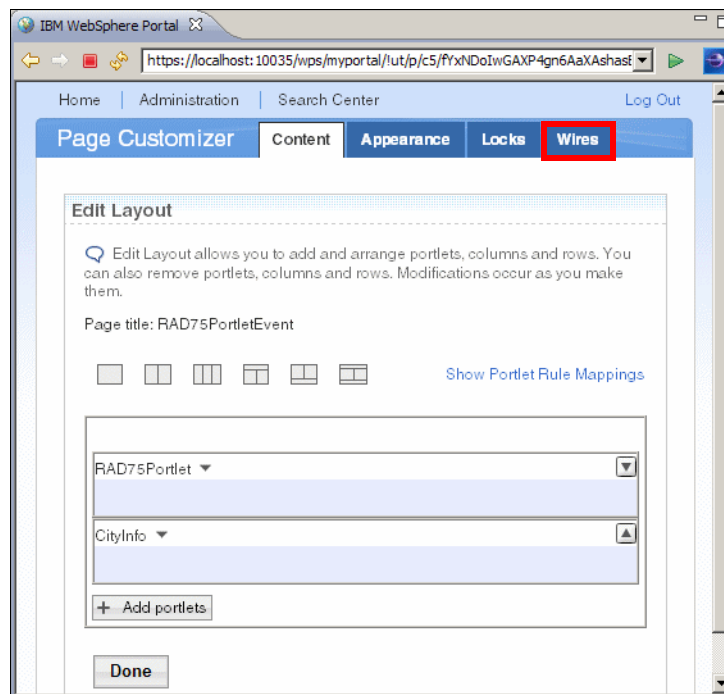 IBM WebSphere Portal
https://localhost:10035/wps/myportal/!ut/p/c5/fYxNDoIwGAXP4gn6AaXAshasE
Home | Administration | Search Center Log Out
Page Customizer Content Appearance Locks Wires
Edit Layout
Edit Layout allows you to add and arrange portlets, columns and rows. You
can also remove portlets, columns and rows. Modifications occur as you make
them.
Page title: RAD75PortletEvent
Show Portlet Rule Mappings
RAD75Portlet
CityInfo
+ Add portlets
Done